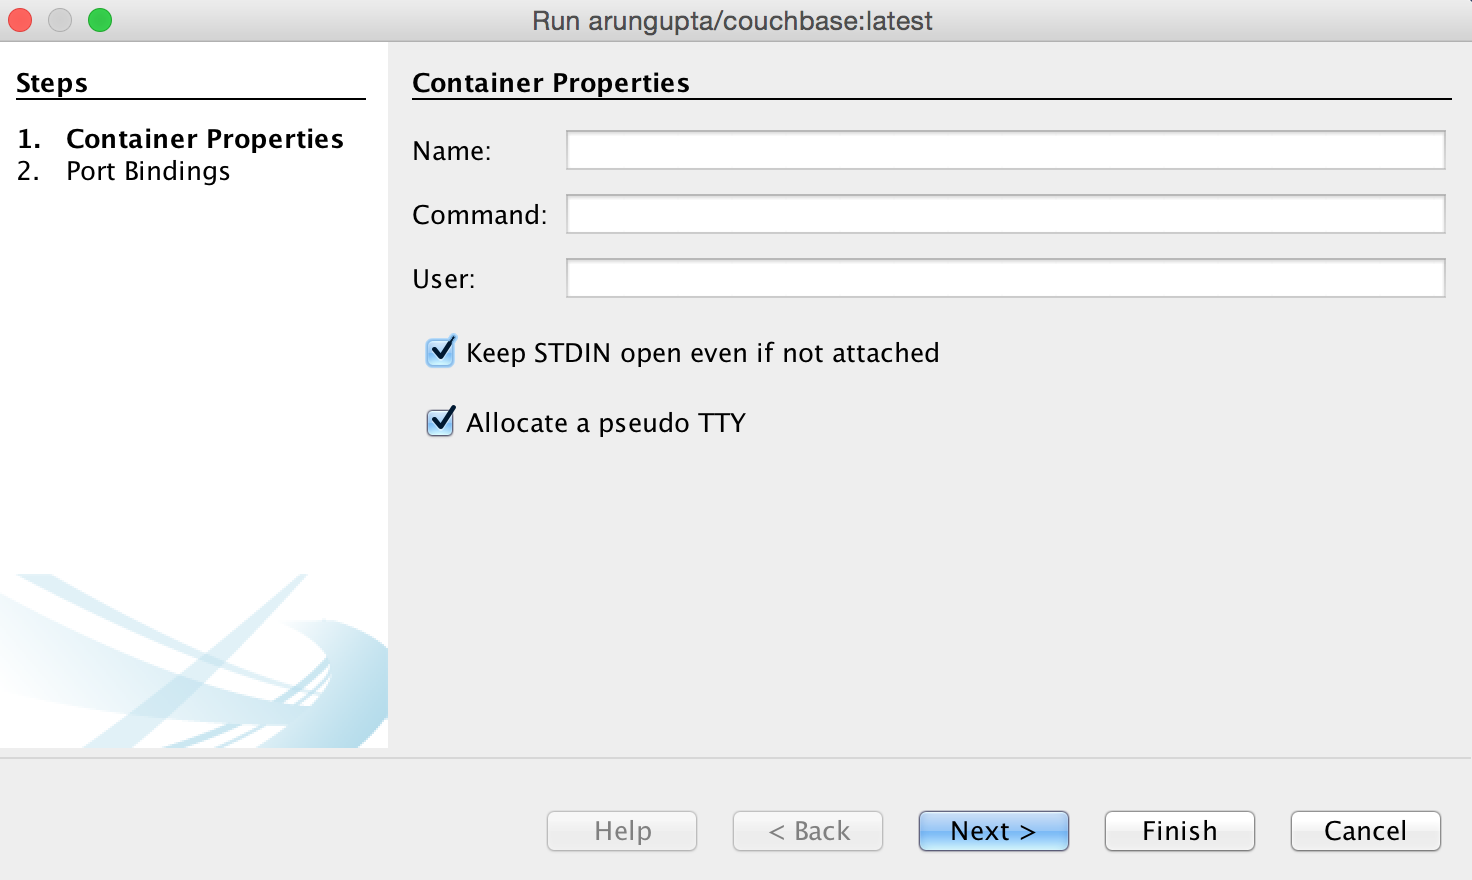 Run arungupta/couchbase:latest
Steps
1. Container Properties
2. Port Bindings
Container Properties
Name:
Command:
User:
Keep STDIN open even if not attached
Allocate a pseudo TTY
Help
< Back
Next >
Finish
Cancel